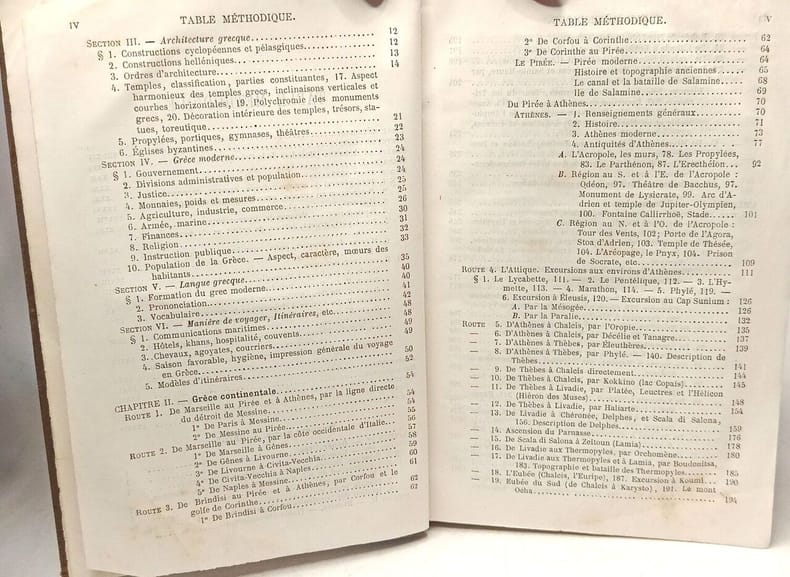 IV
TABLE MÉTHODIQUE.
SECTION III. — Architecture grecque 12
§ 1. Constructions cyclopéennes et pélasgiques 12
2. Constructions helléniques 13
3. Ordres d'architecture 14
4. Temples, classification, parties constituantes, 17. Aspect
harmonieux des temples grecs, inclinaisons verticales et
courbes horizontales, 19. Polychromie des monuments
grecs, 20. Décoration intérieure des temples, trésors, sta-
tues, toreutique 21
5. Propylées, portiques, gymnases, théâtres 22
6. Églises byzantines 23
SECTION IV. — Grèce moderne 24
§ 1. Gouvernement 24
2. Divisions administratives et population 24
3. Justice 25
4. Monnaies, poids et mesures 25
5. Agriculture, industrie, commerce 26
6. Armée, marine 30
7. Finances 31
8. Religion 32
9. Instruction publique 33
10. Population de la Grèce. — Aspect, caractère, mœurs des
habitants 35
SECTION V. — Langue grecque 40
§ 1. Formation du grec moderne 40
2. Prononciation 41
3. Vocabulaire 42
SECTION VI. — Manière de voyager, Itinéraires, etc. 48
§ 1. Communications maritimes 48
2. Hôtels, khans, hospitalité, couvents 49
3. Chevaux, agoyates, courriers 49
4. Saison favorable, hygiène, impression générale du voyage
en Grèce 50
5. Modèles d'itinéraires 52
CHAPITRE II. — Grèce continentale 54
ROUTE 1. De Marseille au Pirée et à Athènes, par la ligne directe
du détroit de Messine 54
1° De Paris à Messine 54
2° De Messine au Pirée 55
ROUTE 2. De Marseille au Pirée, par la côte occidentale d'Italie 56
1° De Marseille à Gênes 57
2° De Gênes à Livourne 58
3° De Livourne à Civita-Vecchia 59
4° De Civita-Vecchia à Naples 60
5° De Naples à Messine 61
ROUTE 3. De Brindisi au Pirée et à Athènes, par Corfou et le
golfe de Corinthe 62
1° De Brindisi à Corfou 62
TABLE MÉTHODIQUE.
V
2° De Corfou à Corinthe 62
3° De Corinthe au Pirée 64
LE PIRÉE. — Pirée moderne 64
Histoire et topographie anciennes 65
Le canal et la bataille de Salamine 68
Ile de Salamine 69
Du Pirée à Athènes 70
ATHÈNES. — 1. Renseignements généraux 70
2. Histoire 71
3. Athènes moderne 73
4. Antiquités d'Athènes 77
A. L'Acropole, les murs, 78. Les Propylées,
83. Le Parthénon, 87. L'Erecthéion 92
B. Région au S. et à l'E. de l'Acropole :
Odéon, 97. Théâtre de Bacchus, 97.
Monument de Lysicrate, 99. Arc d'A-
drien et temple de Jupiter-Olympien,
100. Fontaine Callirrhoë, Stade 101
C. Région au N. et à l'O. de l'Acropole :
Tour des Vents, 102; Porte de l'Agora,
Stoa d'Adrien, 103. Temple de Thésée,
104. L'Aréopage, le Pnyx, 104. Prison
de Socrate, etc. 109
ROUTE 4. L'Attique. Excursions aux environs d'Athènes 111
§ 1. Le Lycabette, 111. — 2. Le Pentélique, 112. — 3. L'Hy-
mette, 113. — 4. Marathon, 114. — 5. Phylé, 119. —
6. Excursion à Éleusis, 120. — Excursion au Cap Sunium : 126
A. Par la Mésogée 126
B. Par la Paralie 132
ROUTE 5. D'Athènes à Chalcis, par l'Oropie 135
— 6. D'Athènes à Chalcis, par Décélie et Tanagre 137
— 7. D'Athènes à Thèbes, par Éleuthères 139
— 8. D'Athènes à Thèbes, par Phylé. — 140. Description de
Thèbes 141
— 9. De Thèbes à Chalcis directement 144
— 10. De Thèbes à Chalcis, par Kokkino (lac Copaïs) 145
— 11. De Thèbes à Livadie, par Platée, Leuctres et l'Hélicon
(Hiéron des Muses) 148
— 12. De Thèbes à Livadie, par Haliarte 154
— 13. De Livadie à Chéronée, Delphes, et Scala di Salona,
156. Description de Delphes 159
— 14. Ascension du Parnasse 176
— 15. De Scala di Salona à Zeitoun (Lamia) 178
— 16. De Livadie aux Thermopyles, par Orchomène 180
— 17. De Livadie aux Thermopyles et à Lamia, par Boudonitsa,
183. Topographie et bataille des Thermopyles 185
— 18. L'Eubée (Chalcis, l'Euripe), 187. Excursion à Koumi 190
— 19. Eubée du Sud (de Chalcis à Karysto), 191. Le mont
Ocha 194